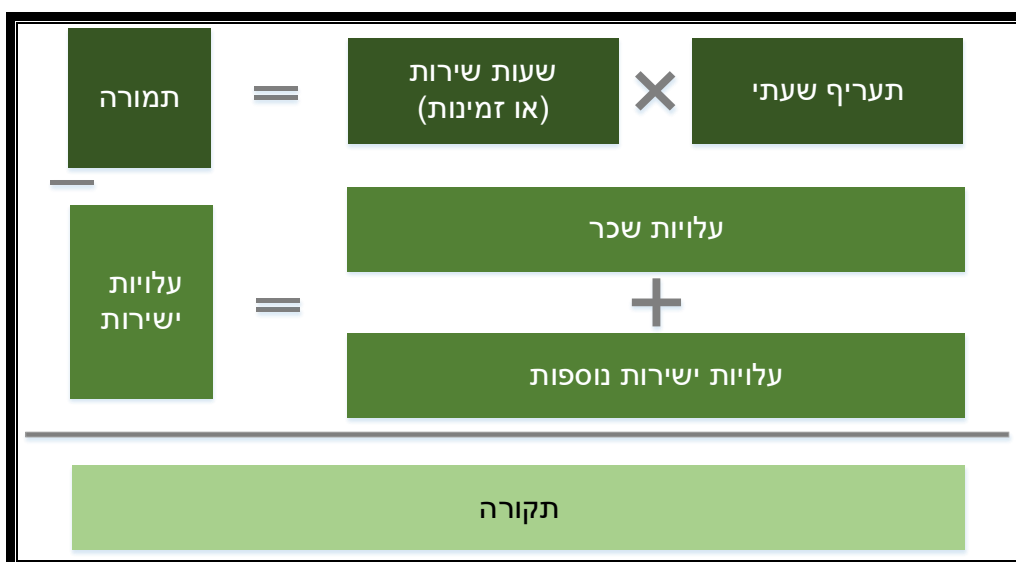 תמורה
=
שעות שירות
(או זמינות)
×
תעריף שעתי
−
עלויות
ישירות
=
עלויות שכר
+
עלויות ישירות נוספות
תקורה